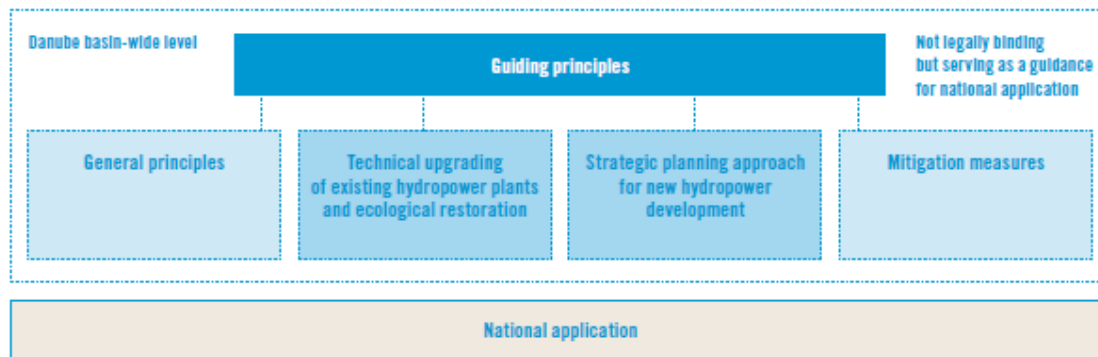 Danube basin-wide level
Guiding principles
Not legally binding
but serving as a guidance
for national application
General principles
Technical upgrading
of existing hydropower plants
and ecological restoration
Strategic planning approach
for new hydropower
development
Mitigation measures
National application